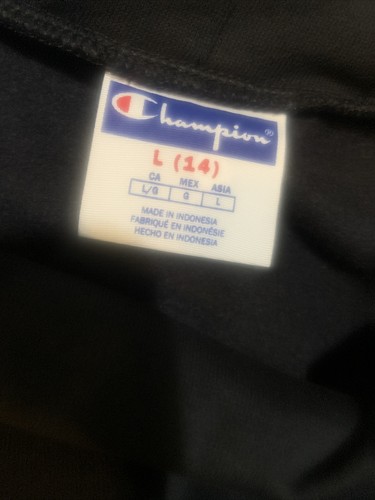 Champion®
L (14)
CA MEX ASIA
L/G G L
MADE IN INDONESIA
FABRIQUÉ EN INDONÉSIE
HECHO EN INDONESIA